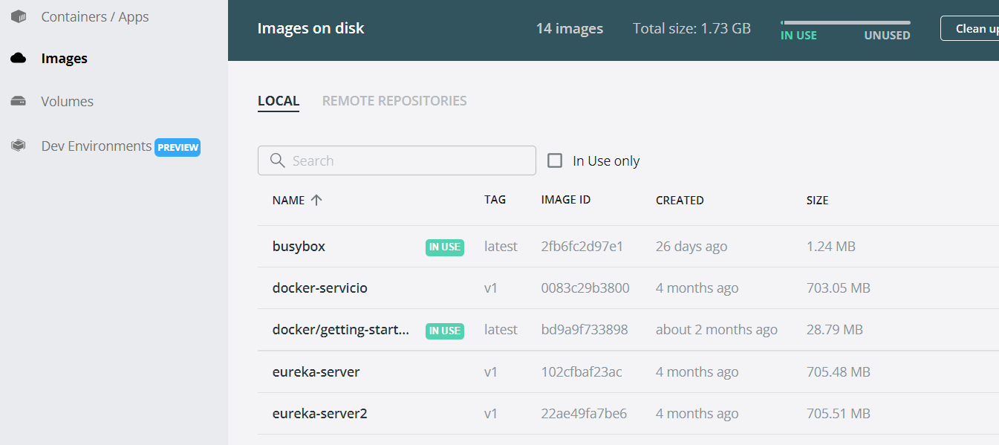 Containers / Apps
Images
Volumes
Dev Environments PREVIEW
Images on disk
14 images
Total size: 1.73 GB
IN USE
UNUSED
Clean up
LOCAL
REMOTE REPOSITORIES
Search
In Use only
NAME TAG IMAGE ID CREATED SIZE
busybox IN USE latest 2fb6fc2d97e1 26 days ago 1.24 MB
docker-servicio v1 0083c29b3800 4 months ago 703.05 MB
docker/getting-start... IN USE latest bd9a9f733898 about 2 months ago 28.79 MB
eureka-server v1 102cfbaf23ac 4 months ago 705.48 MB
eureka-server2 v1 22ae49fa7be6 4 months ago 705.51 MB